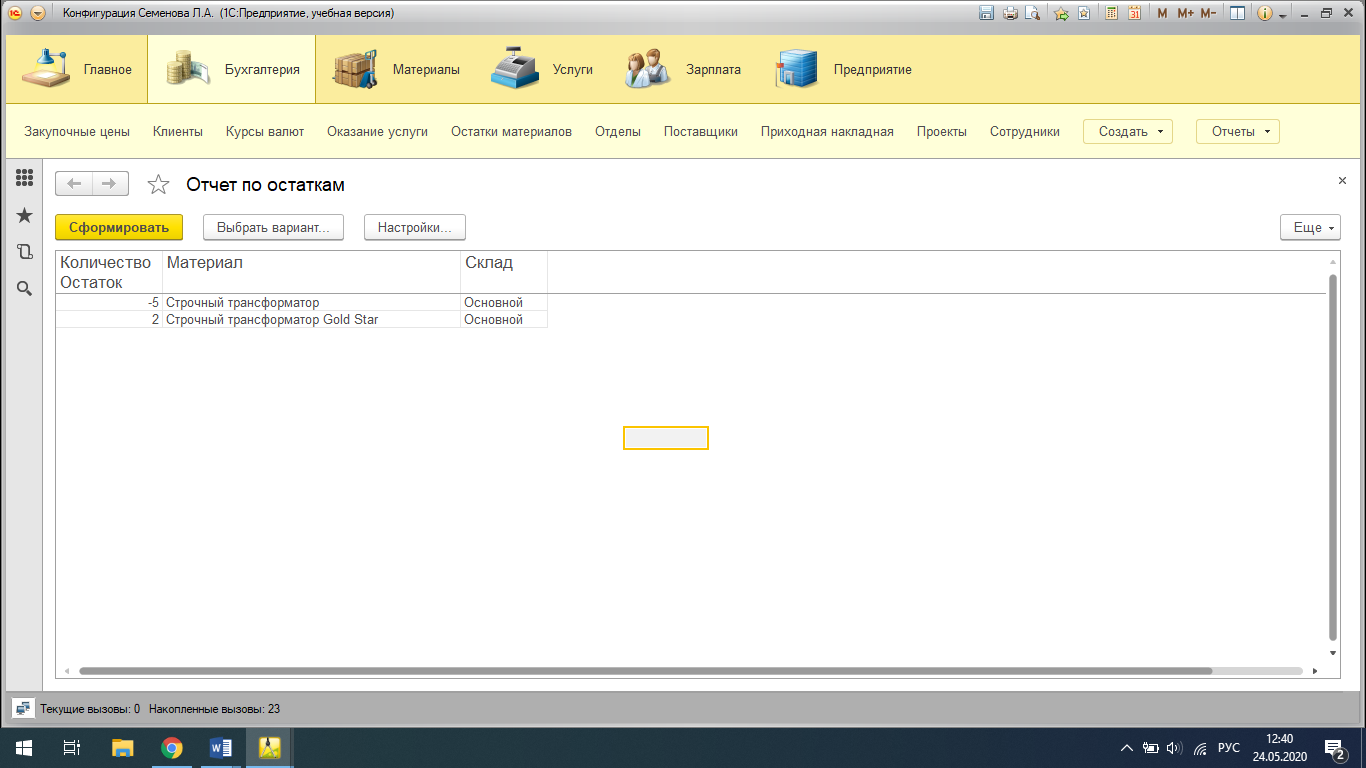 Конфигурация Семенова Л.А. (1С:Предприятие, учебная версия)
M M+ M-
Главное Бухгалтерия Материалы Услуги Зарплата Предприятие
Закупочные цены Клиенты Курсы валют Оказание услуги Остатки материалов Отделы Поставщики Приходная накладная Проекты Сотрудники Создать Отчеты
Отчет по остаткам
Сформировать Выбрать вариант... Настройки... Еще
Количество Материал Склад
Остаток
-5 Строчный трансформатор Основной
2 Строчный трансформатор Gold Star Основной
Текущие вызовы: 0 Накопленные вызовы: 23
РУС
12:40
24.05.2020
2